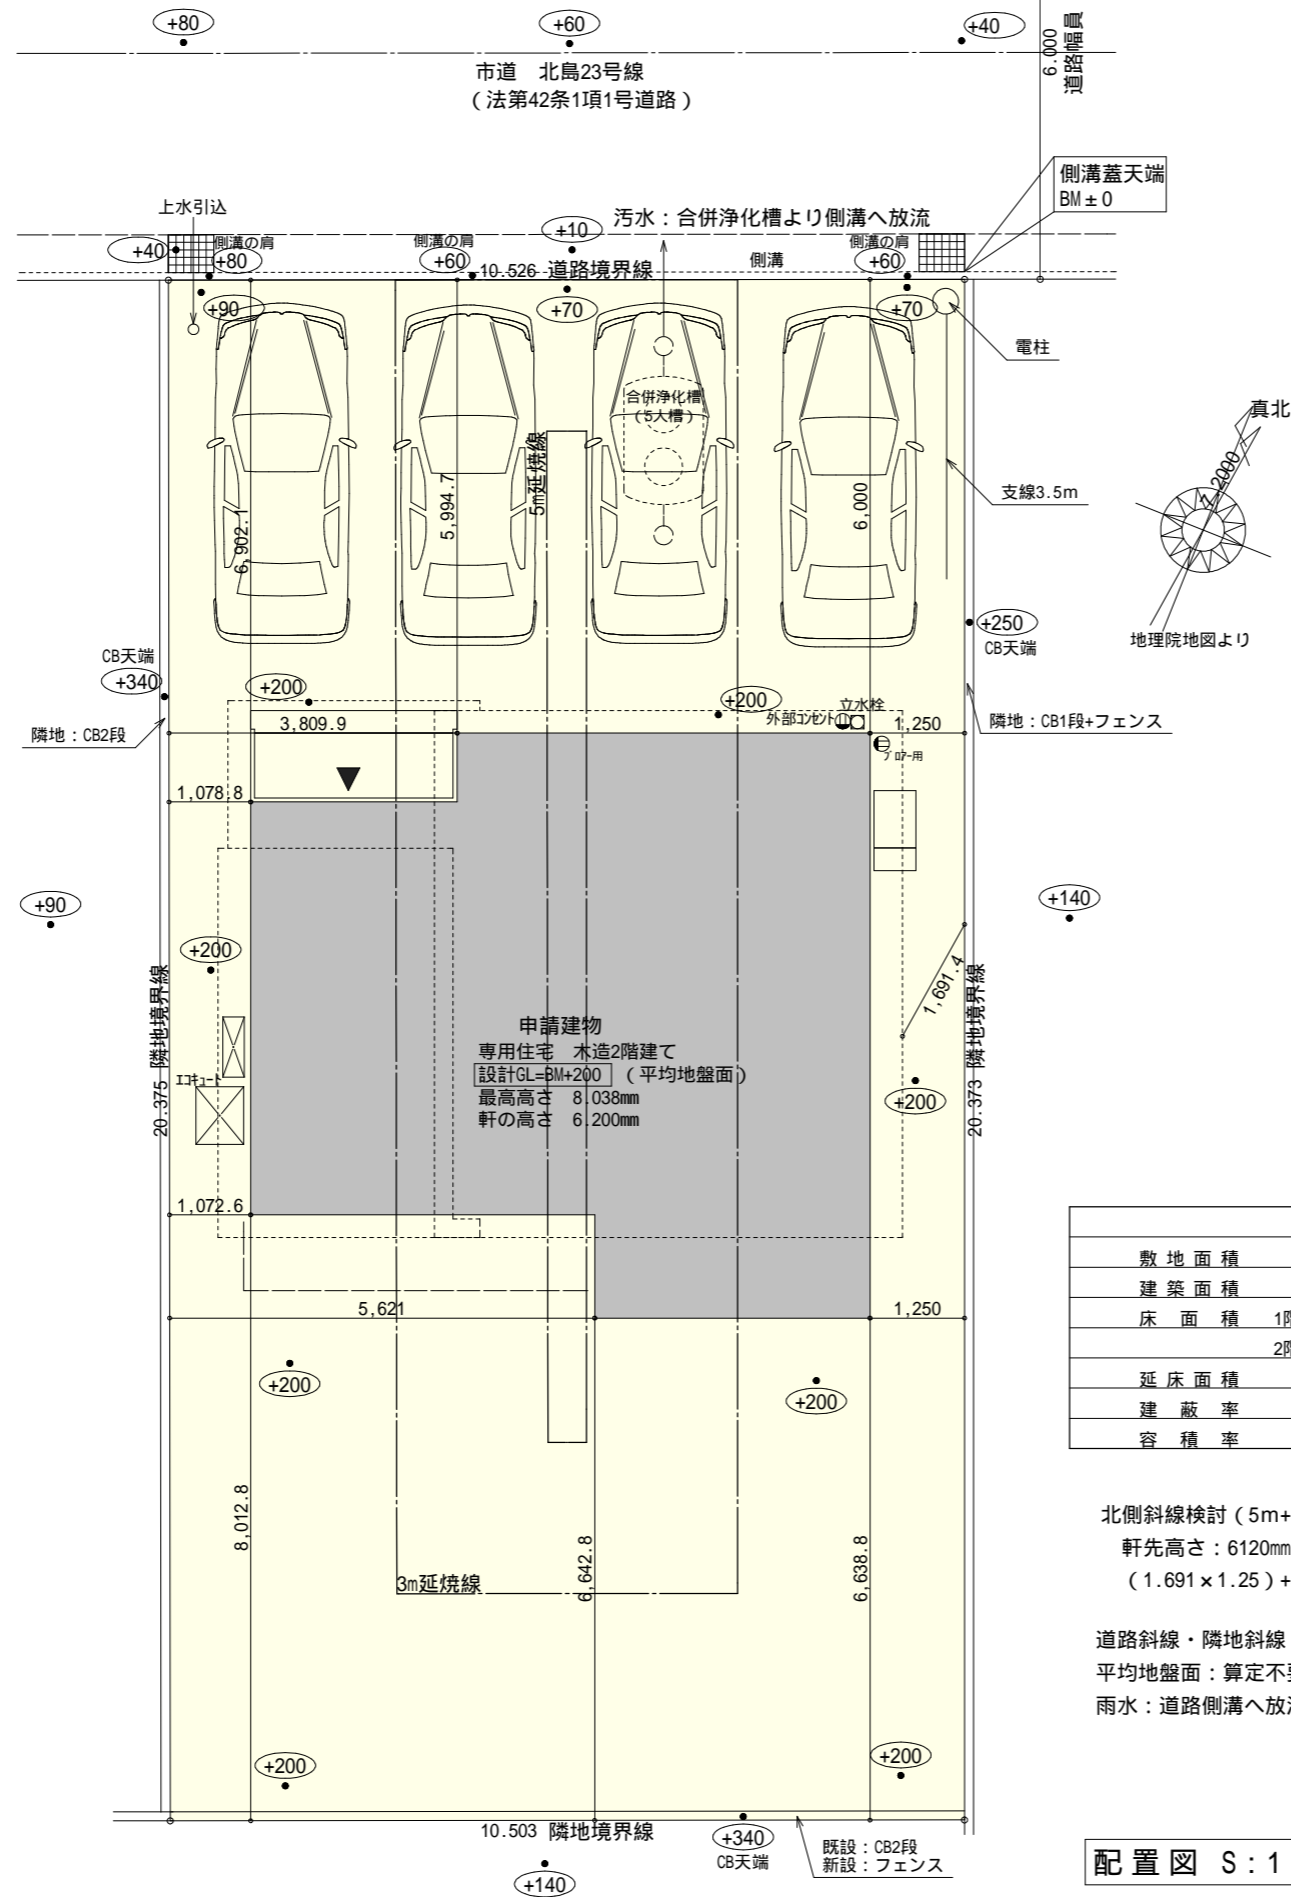 +80
+60
+40
6.000
道路幅員
市道　北島23号線
（法第42条1項1号道路）
側溝蓋天端
BM±0
上水引込
汚水：合併浄化槽より側溝へ放流
+40
側溝の肩
+80
側溝の肩
+60
+10
側溝
側溝の肩
+60
10.526 道路境界線
+90
+70
+70
電柱
合併浄化槽
（5人槽）
真北
7.2000
5m延焼線
6,902.1
5,994.7
6,000
支線3.5m
地理院地図より
+250
CB天端
CB天端
+340
隣地：CB2段
隣地：CB1段+フェンス
+200
+200
立水栓
外部コンセント
3,809.9
1,250
ブロアー用
1,078.8
+90
+140
+200
1,691.4
20.375 隣地境界線
20.373 隣地境界線
申請建物
専用住宅　木造2階建て
設計GL=BM+200 （平均地盤面）
最高高さ　8.038mm
軒の高さ　6.200mm
エコキュート
+200
1,072.6
5,621
1,250
+200
+200
敷地面積
建築面積
床面積 1階
2階
延床面積
建蔽率
容積率
8,012.8
6,642.8
6,638.8
3m延焼線
北側斜線検討（5m+
軒先高さ：6120mm
（1.691×1.25）+
道路斜線・隣地斜線
平均地盤面：算定不要
雨水：道路側溝へ放流
+200
+200
10.503 隣地境界線
+340
CB天端
+140
既設：CB2段
新設：フェンス
配置図 S:1